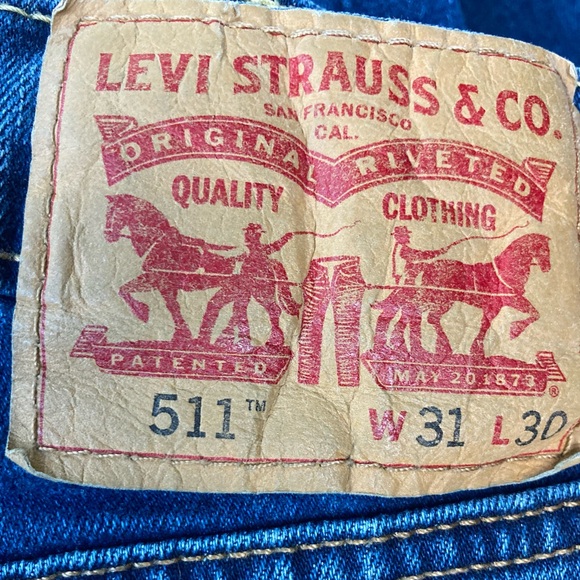 LEVI STRAUSS & CO.
SAN FRANCISCO
CAL.
ORIGINAL RIVETED
QUALITY CLOTHING
PATENTED MAY 20 1873 ®
511™ W 31 L 30